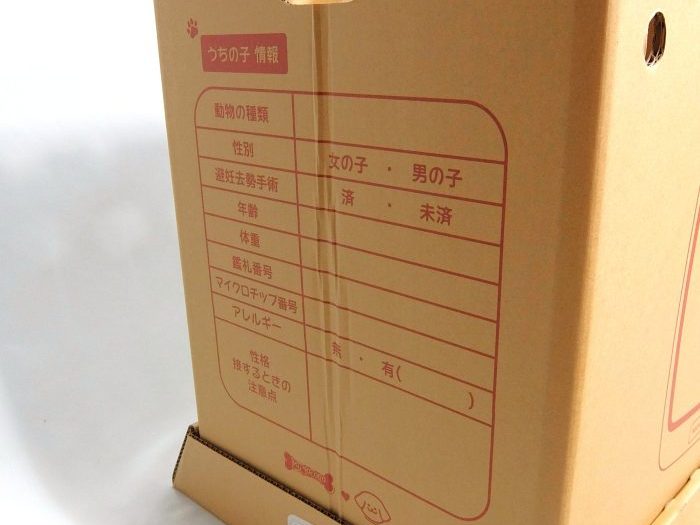 うちの子 情報
動物の種類
性別 女の子 ・ 男の子
避妊去勢手術 済 ・ 未済
年齢
体重
鑑札番号
マイクロチップ番号
アレルギー 無 ・ 有( )
性格
接するときの
注意点